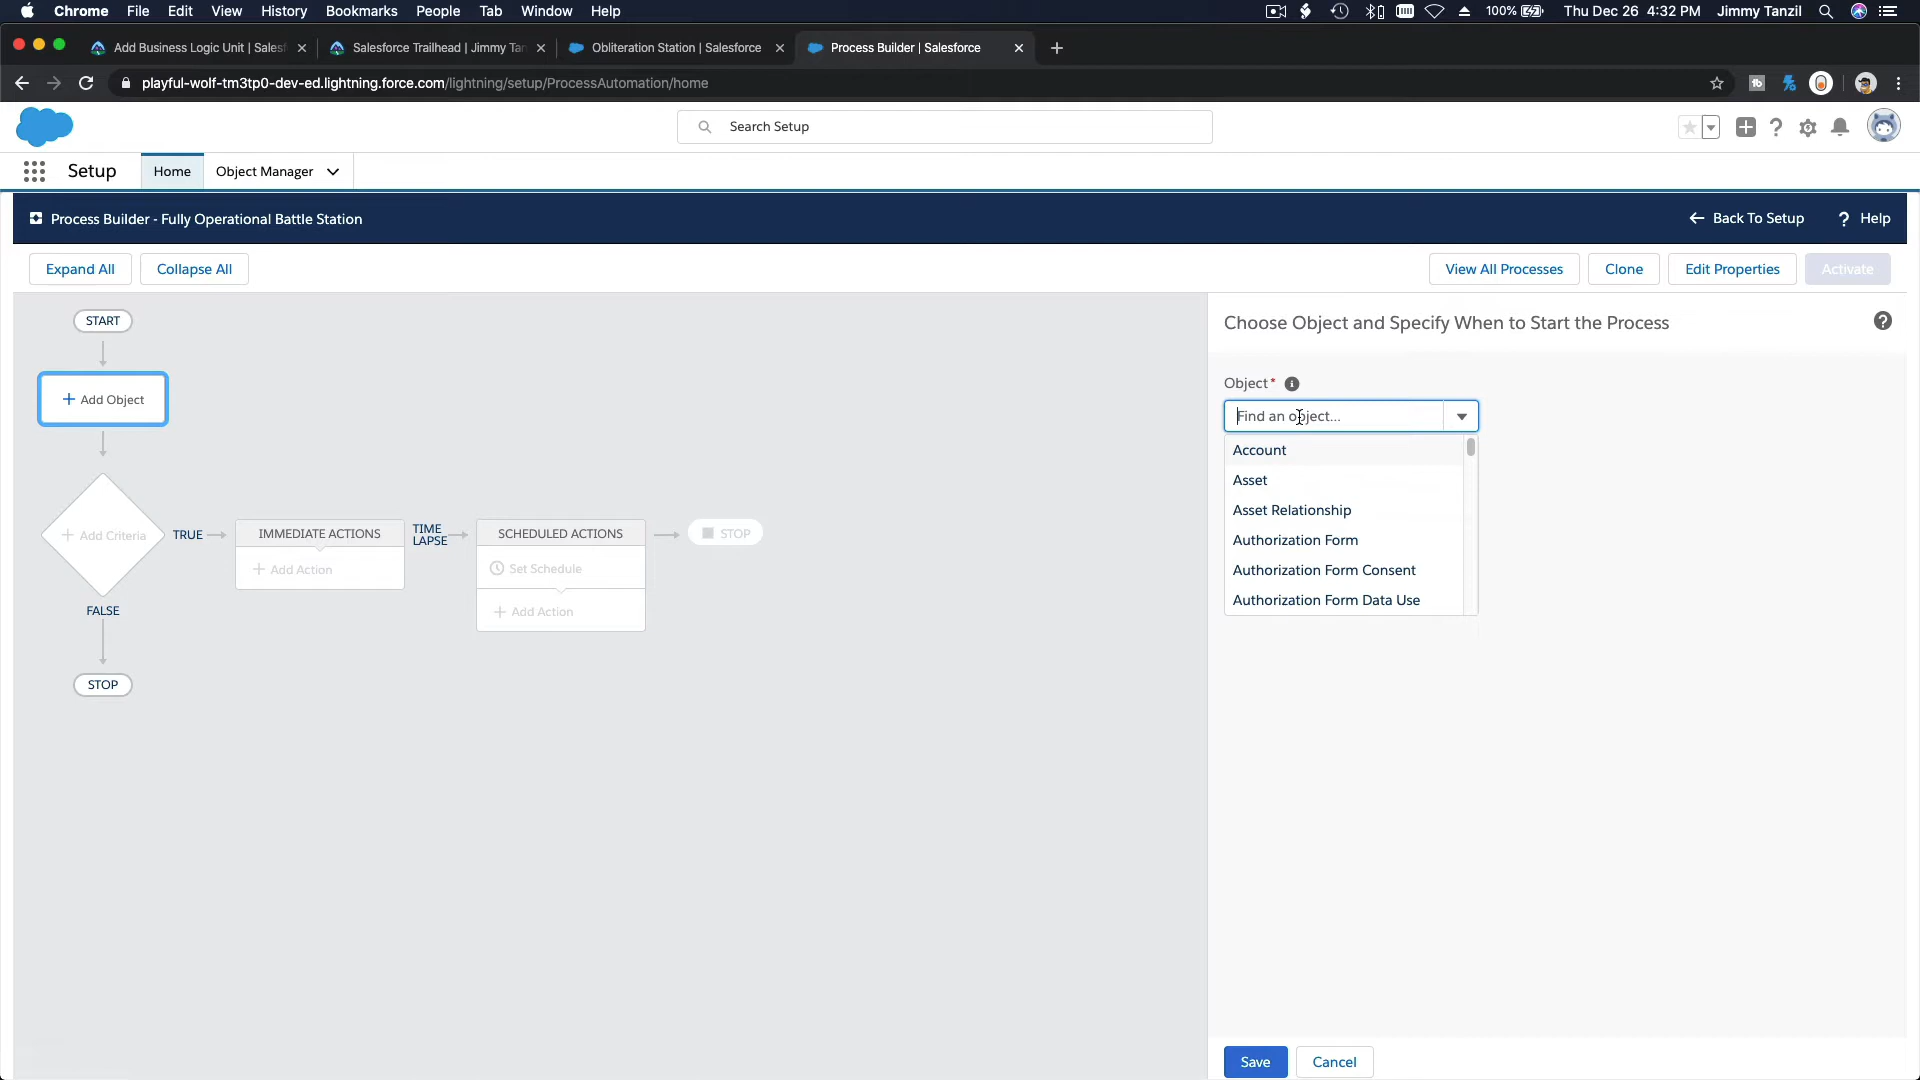 Chrome File Edit View History Bookmarks People Tab Window Help 100% Thu Dec 26 4:32 PM Jimmy Tanzil
Add Business Logic Unit | Salesf Salesforce Trailhead | Jimmy Tan Obliteration Station | Salesforce Process Builder | Salesforce
playful-wolf-tm3tp0-dev-ed.lightning.force.com/lightning/setup/ProcessAutomation/home
Search Setup
Setup Home Object Manager
Process Builder - Fully Operational Battle Station Back To Setup ? Help
Expand All Collapse All View All Processes Clone Edit Properties Activate
START
+ Add Object
+ Add Criteria
TRUE
FALSE
STOP
IMMEDIATE ACTIONS
+ Add Action
TIME
LAPSE
SCHEDULED ACTIONS
Set Schedule
+ Add Action
STOP
Choose Object and Specify When to Start the Process ?
Object* i
Find an object...
Account
Asset
Asset Relationship
Authorization Form
Authorization Form Consent
Authorization Form Data Use
Save Cancel